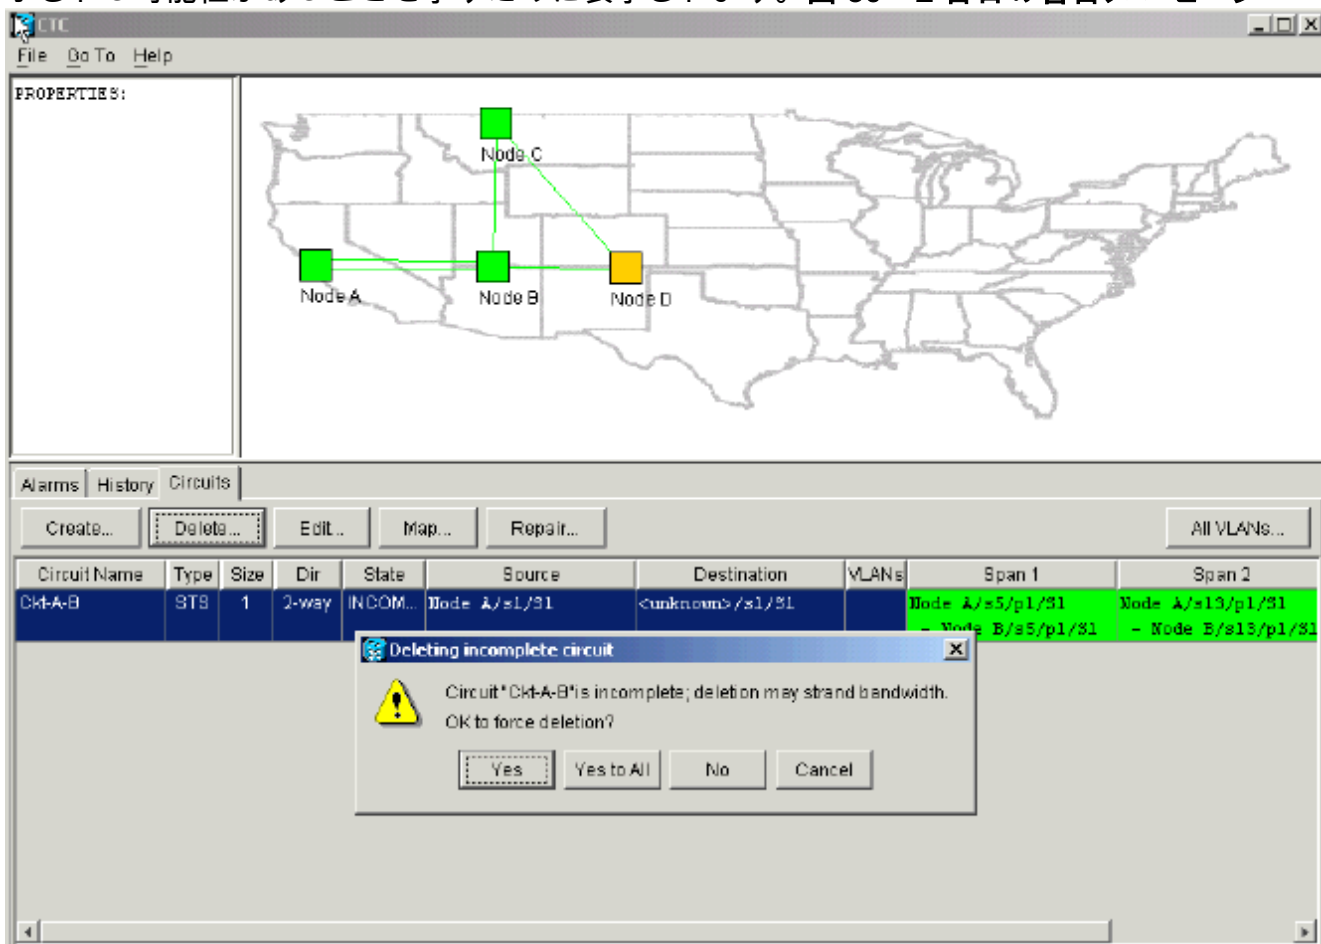 CTC
File Go To Help
PROPERTIES:
Node C
Node A
Node B
Node D
Alarms History Circuits
Create... Delete... Edit... Map... Repair... All VLANs...
Circuit Name Type Size Dir State Source Destination VLANs Span 1 Span 2
Ckt-A-B STS 1 2-way INCOM... Node A/s1/S1 <unknown>/s1/S1 Node A/s5/p1/S1 Node A/s13/p1/S1
- Node B/s5/p1/S1 - Node B/s13/p1/S1
Deleting incomplete circuit
Circuit "Ckt-A-B" is incomplete; deletion may strand bandwidth.
OK to force deletion?
Yes Yes to All No Cancel